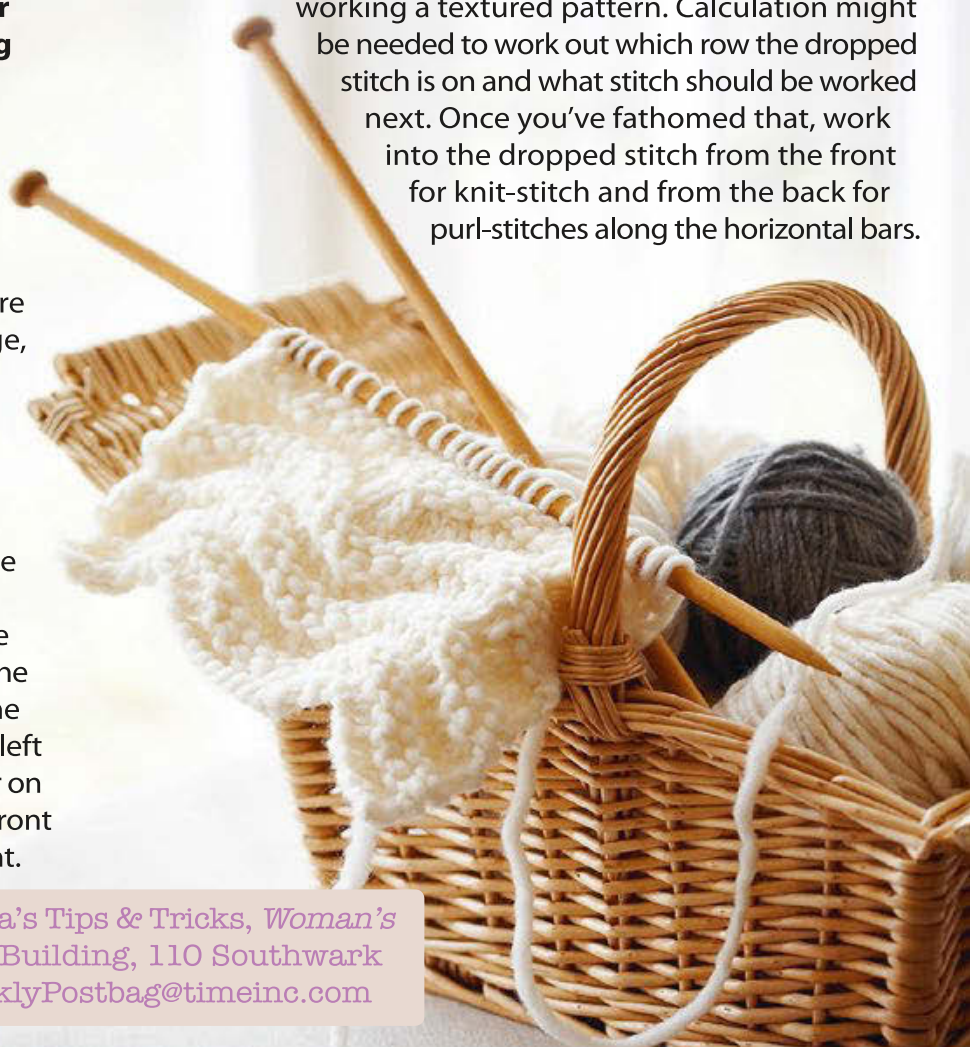 working a textured pattern. Calculation might
be needed to work out which row the dropped
stitch is on and what stitch should be worked
next. Once you’ve fathomed that, work
into the dropped stitch from the front
for knit-stitch and from the back for
purl-stitches along the horizontal bars.
left
on
a’s Tips & Tricks, Woman’s
Building, 110 Southwark
klyPostbag@timeinc.com